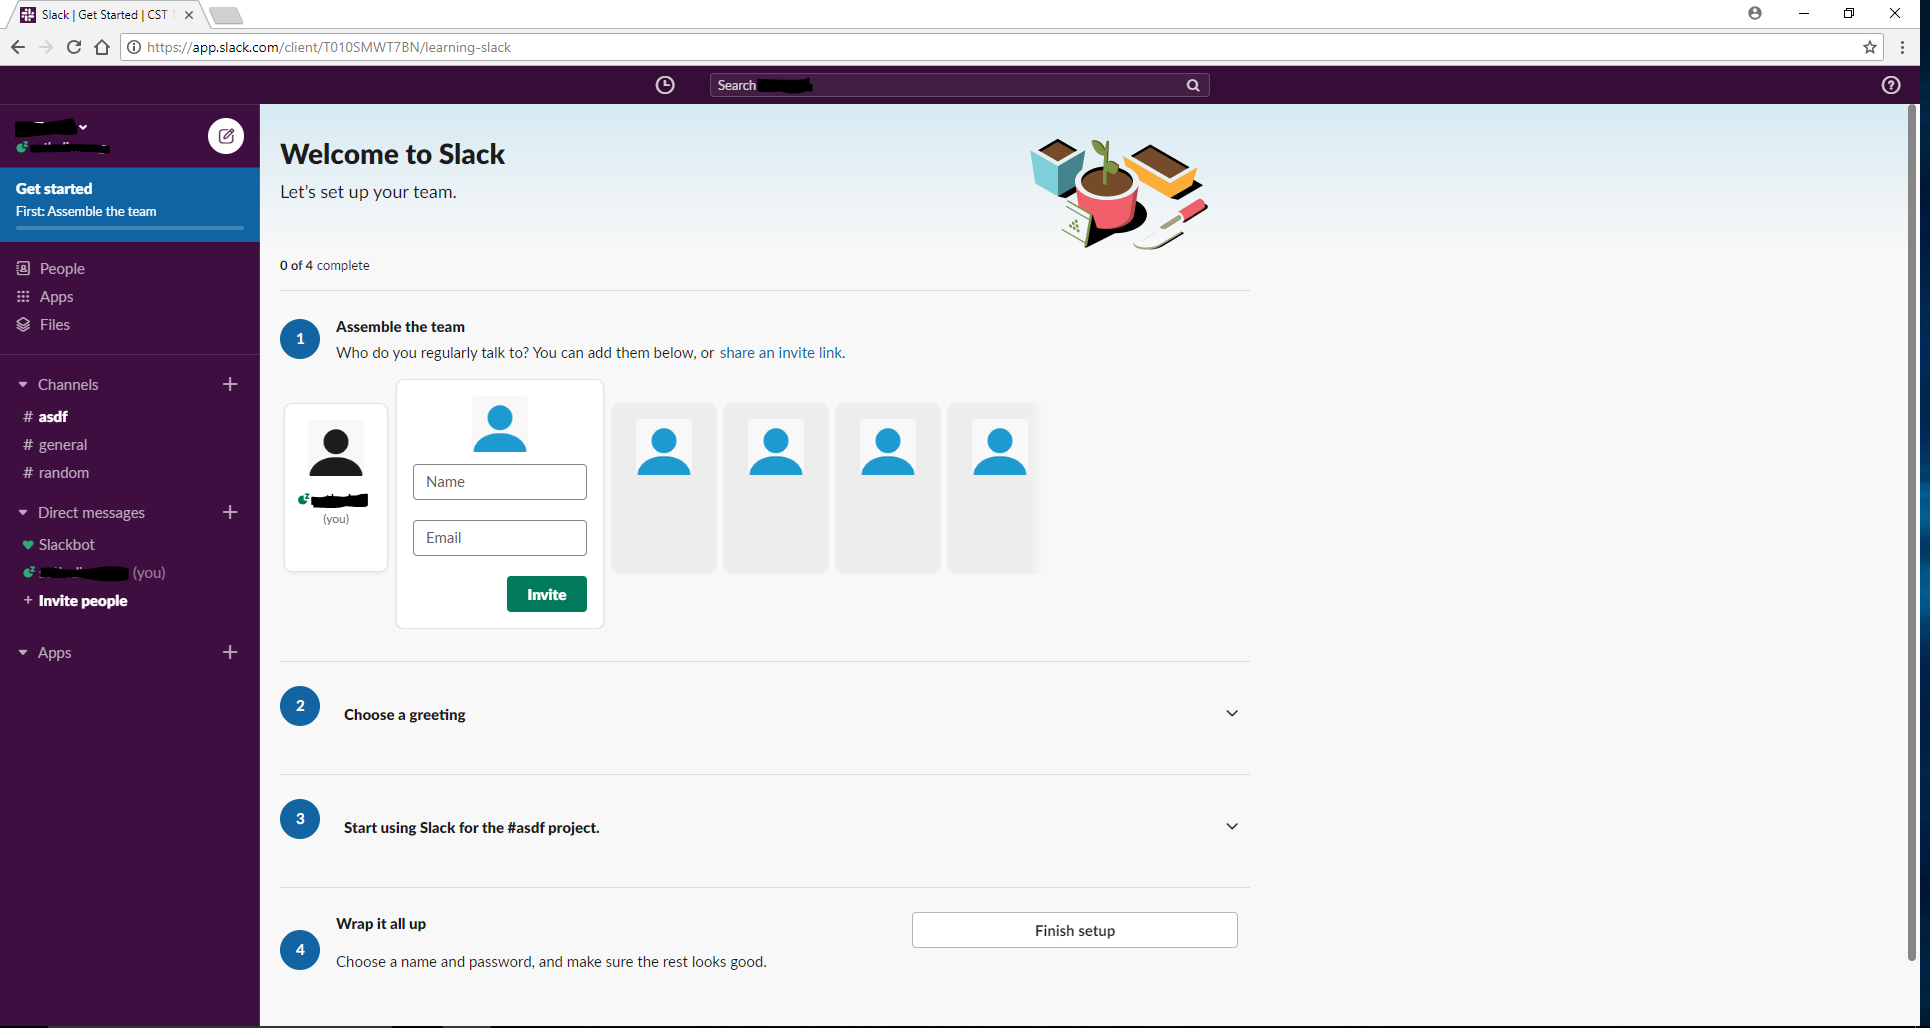 Slack | Get Started | CST
https://app.slack.com/client/T010SMWT7BN/learning-slack
Search
Get started
First: Assemble the team
People
Apps
Files
Channels
# asdf
# general
# random
Direct messages
Slackbot
(you)
+ Invite people
Apps
Welcome to Slack
Let’s set up your team.
0 of 4 complete
1
Assemble the team
Who do you regularly talk to? You can add them below, or share an invite link.
(you)
Name
Email
Invite
2
Choose a greeting
3
Start using Slack for the #asdf project.
4
Wrap it all up
Choose a name and password, and make sure the rest looks good.
Finish setup